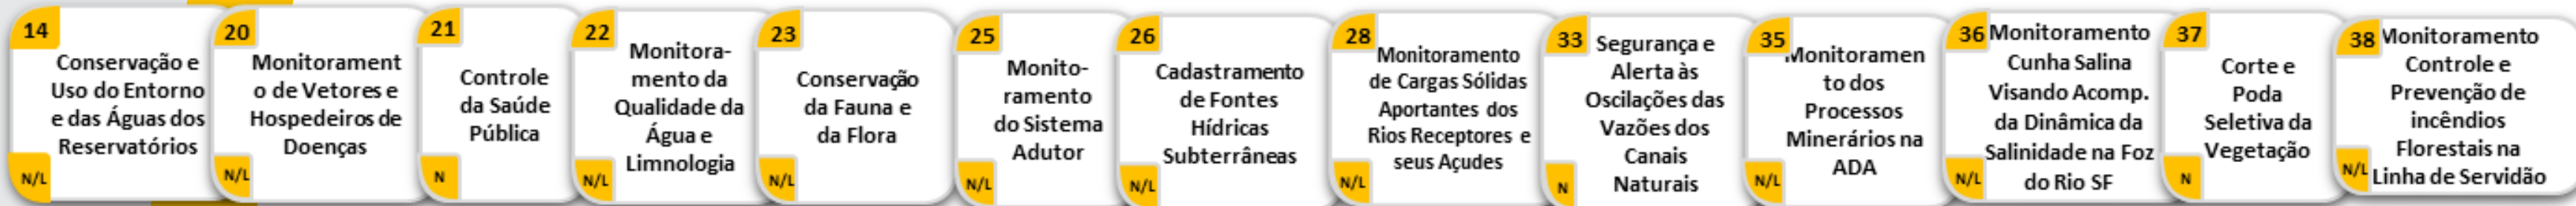 14
Conservação e
Uso do Entorno
e das Águas dos
Reservatórios
N/L
20
Monitorament
o de Vetores e
Hospedeiros de
Doenças
N/L
21
Controle
da Saúde
Pública
N
22
Monitora-
mento da
Qualidade da
Água e
Limnologia
N/L
23
Conservação
da Fauna e
da Flora
N/L
25
Monito-
ramento
do Sistema
Adutor
N/L
26
Cadastramento
de Fontes
Hídricas
Subterrâneas
N/L
28
Monitoramento
de Cargas Sólidas
Aportantes dos
Rios Receptores e
seus Açudes
N/L
33
Segurança e
Alerta às
Oscilações das
Vazões dos
Canais
Naturais
N
35
Monitoramen
to dos
Processos
Minerários na
ADA
N/L
36
Monitoramento
Cunha Salina
Visando Acomp.
da Dinâmica da
Salinidade na Foz
do Rio SF
N/L
37
Corte e
Poda
Seletiva da
Vegetação
N
38
Monitoramento
Controle e
Prevenção de
incêndios
Florestais na
Linha de Servidão
N/L